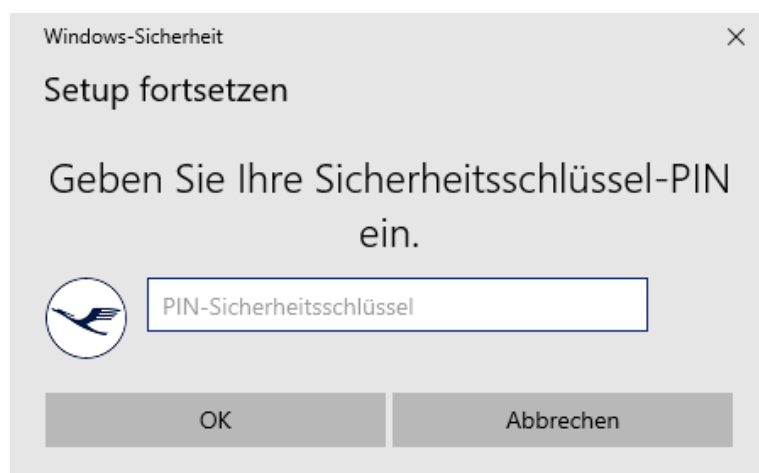 Windows-Sicherheit
Setup fortsetzen
Geben Sie Ihre Sicherheitsschlüssel-PIN
ein.
PIN-Sicherheitsschlüssel
OK
Abbrechen